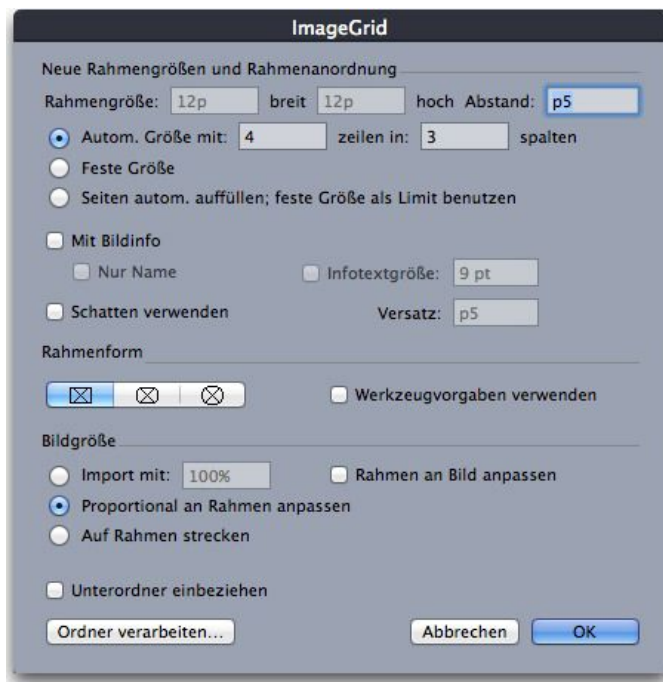 ImageGrid
Neue Rahmengrößen und Rahmenanordnung
Rahmengröße: 12p breit 12p hoch Abstand: p5
Autom. Größe mit: 4 zeilen in: 3 spalten
Feste Größe
Seiten autom. auffüllen; feste Größe als Limit benutzen
Mit Bildinfo
Nur Name Infotextgröße: 9 pt
Schatten verwenden Versatz: p5
Rahmenform
Werkzeugvorgaben verwenden
Bildgröße
Import mit: 100% Rahmen an Bild anpassen
Proportional an Rahmen anpassen
Auf Rahmen strecken
Unterordner einbeziehen
Ordner verarbeiten... Abbrechen OK